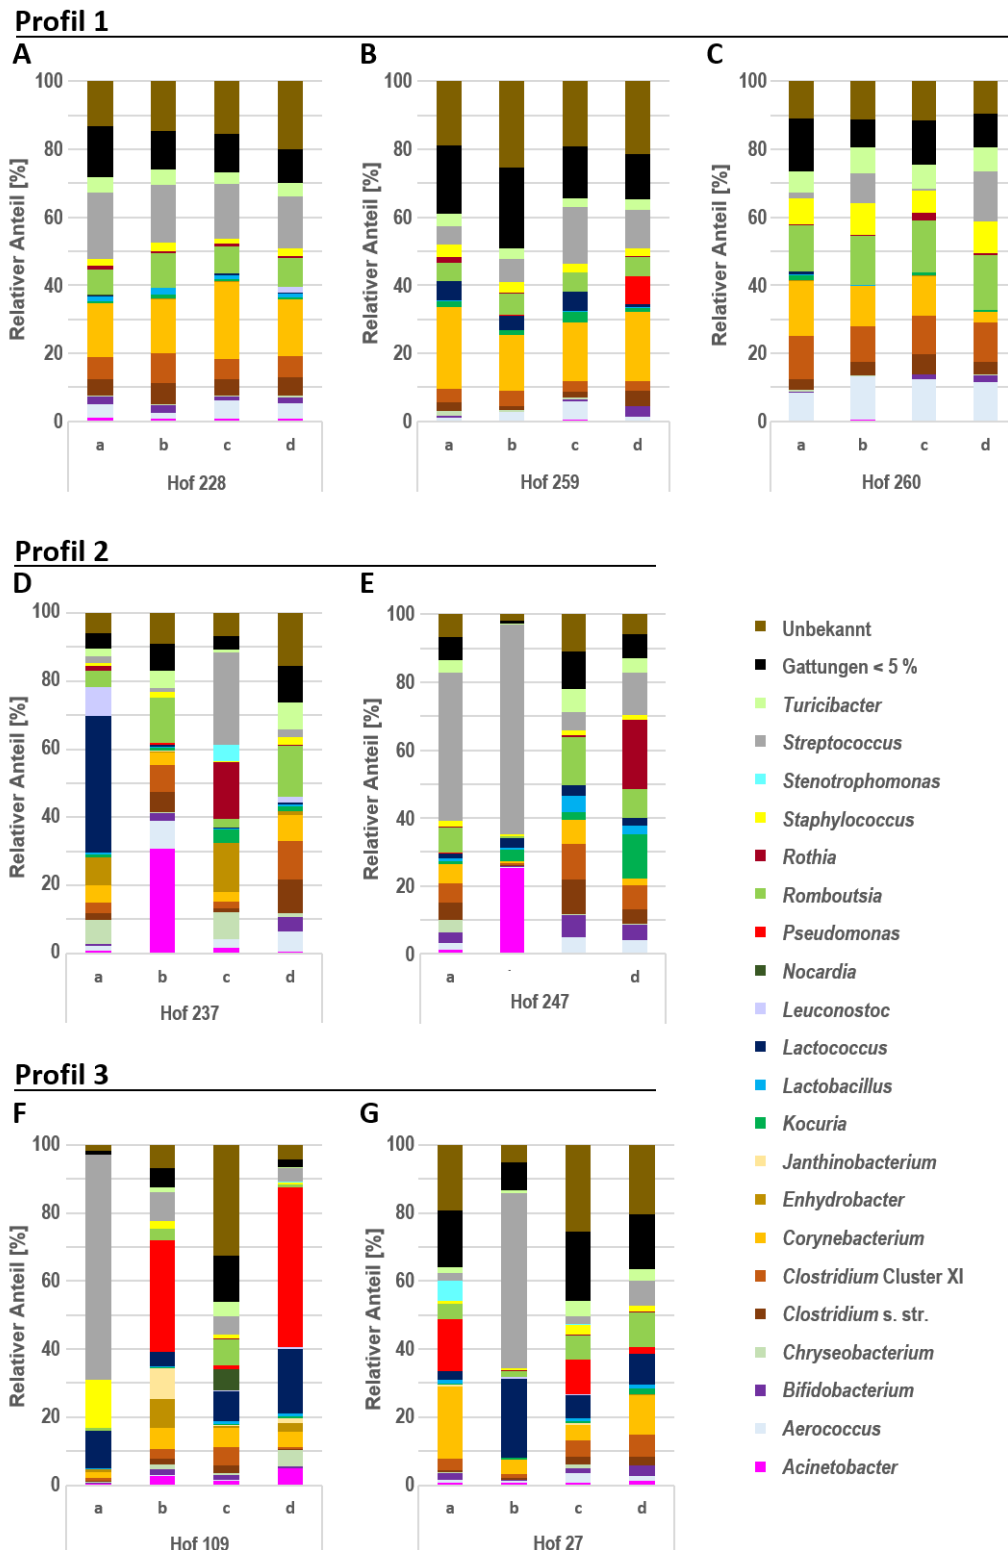 Profil 1
A
B
C
Relativer Anteil [%]
100
80
60
40
20
0
a b c d
Hof 228
Relativer Anteil [%]
100
80
60
40
20
0
a b c d
Hof 259
Relativer Anteil [%]
100
80
60
40
20
0
a b c d
Hof 260
Profil 2
D
E
Relativer Anteil [%]
100
80
60
40
20
0
a b c d
Hof 237
Relativer Anteil [%]
100
80
60
40
20
0
a d
Hof 247
Unbekannt
Gattungen < 5 %
Turicibacter
Streptococcus
Stenotrophomonas
Staphylococcus
Rothia
Romboutsia
Pseudomonas
Nocardia
Leuconostoc
Lactococcus
Lactobacillus
Kocuria
Janthinobacterium
Enhydrobacter
Corynebacterium
Clostridium Cluster XI
Clostridium s. str.
Chryseobacterium
Bifidobacterium
Aerococcus
Acinetobacter
Profil 3
F
G
Relativer Anteil [%]
100
80
60
40
20
0
a b c d
Hof 109
Relativer Anteil [%]
100
80
60
40
20
0
a b c d
Hof 27